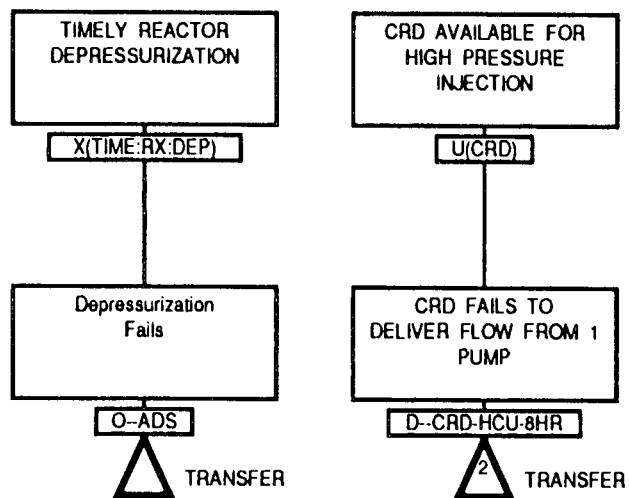 TIMELY REACTOR
DEPRESSURIZATION
X(TIME:RX:DEP)
Depressurization
Fails
O--ADS
TRANSFER
CRD AVAILABLE FOR
HIGH PRESSURE
INJECTION
U(CRD)
CRD FAILS TO
DELIVER FLOW FROM 1
PUMP
D--CRD-HCU-8HR
2
TRANSFER